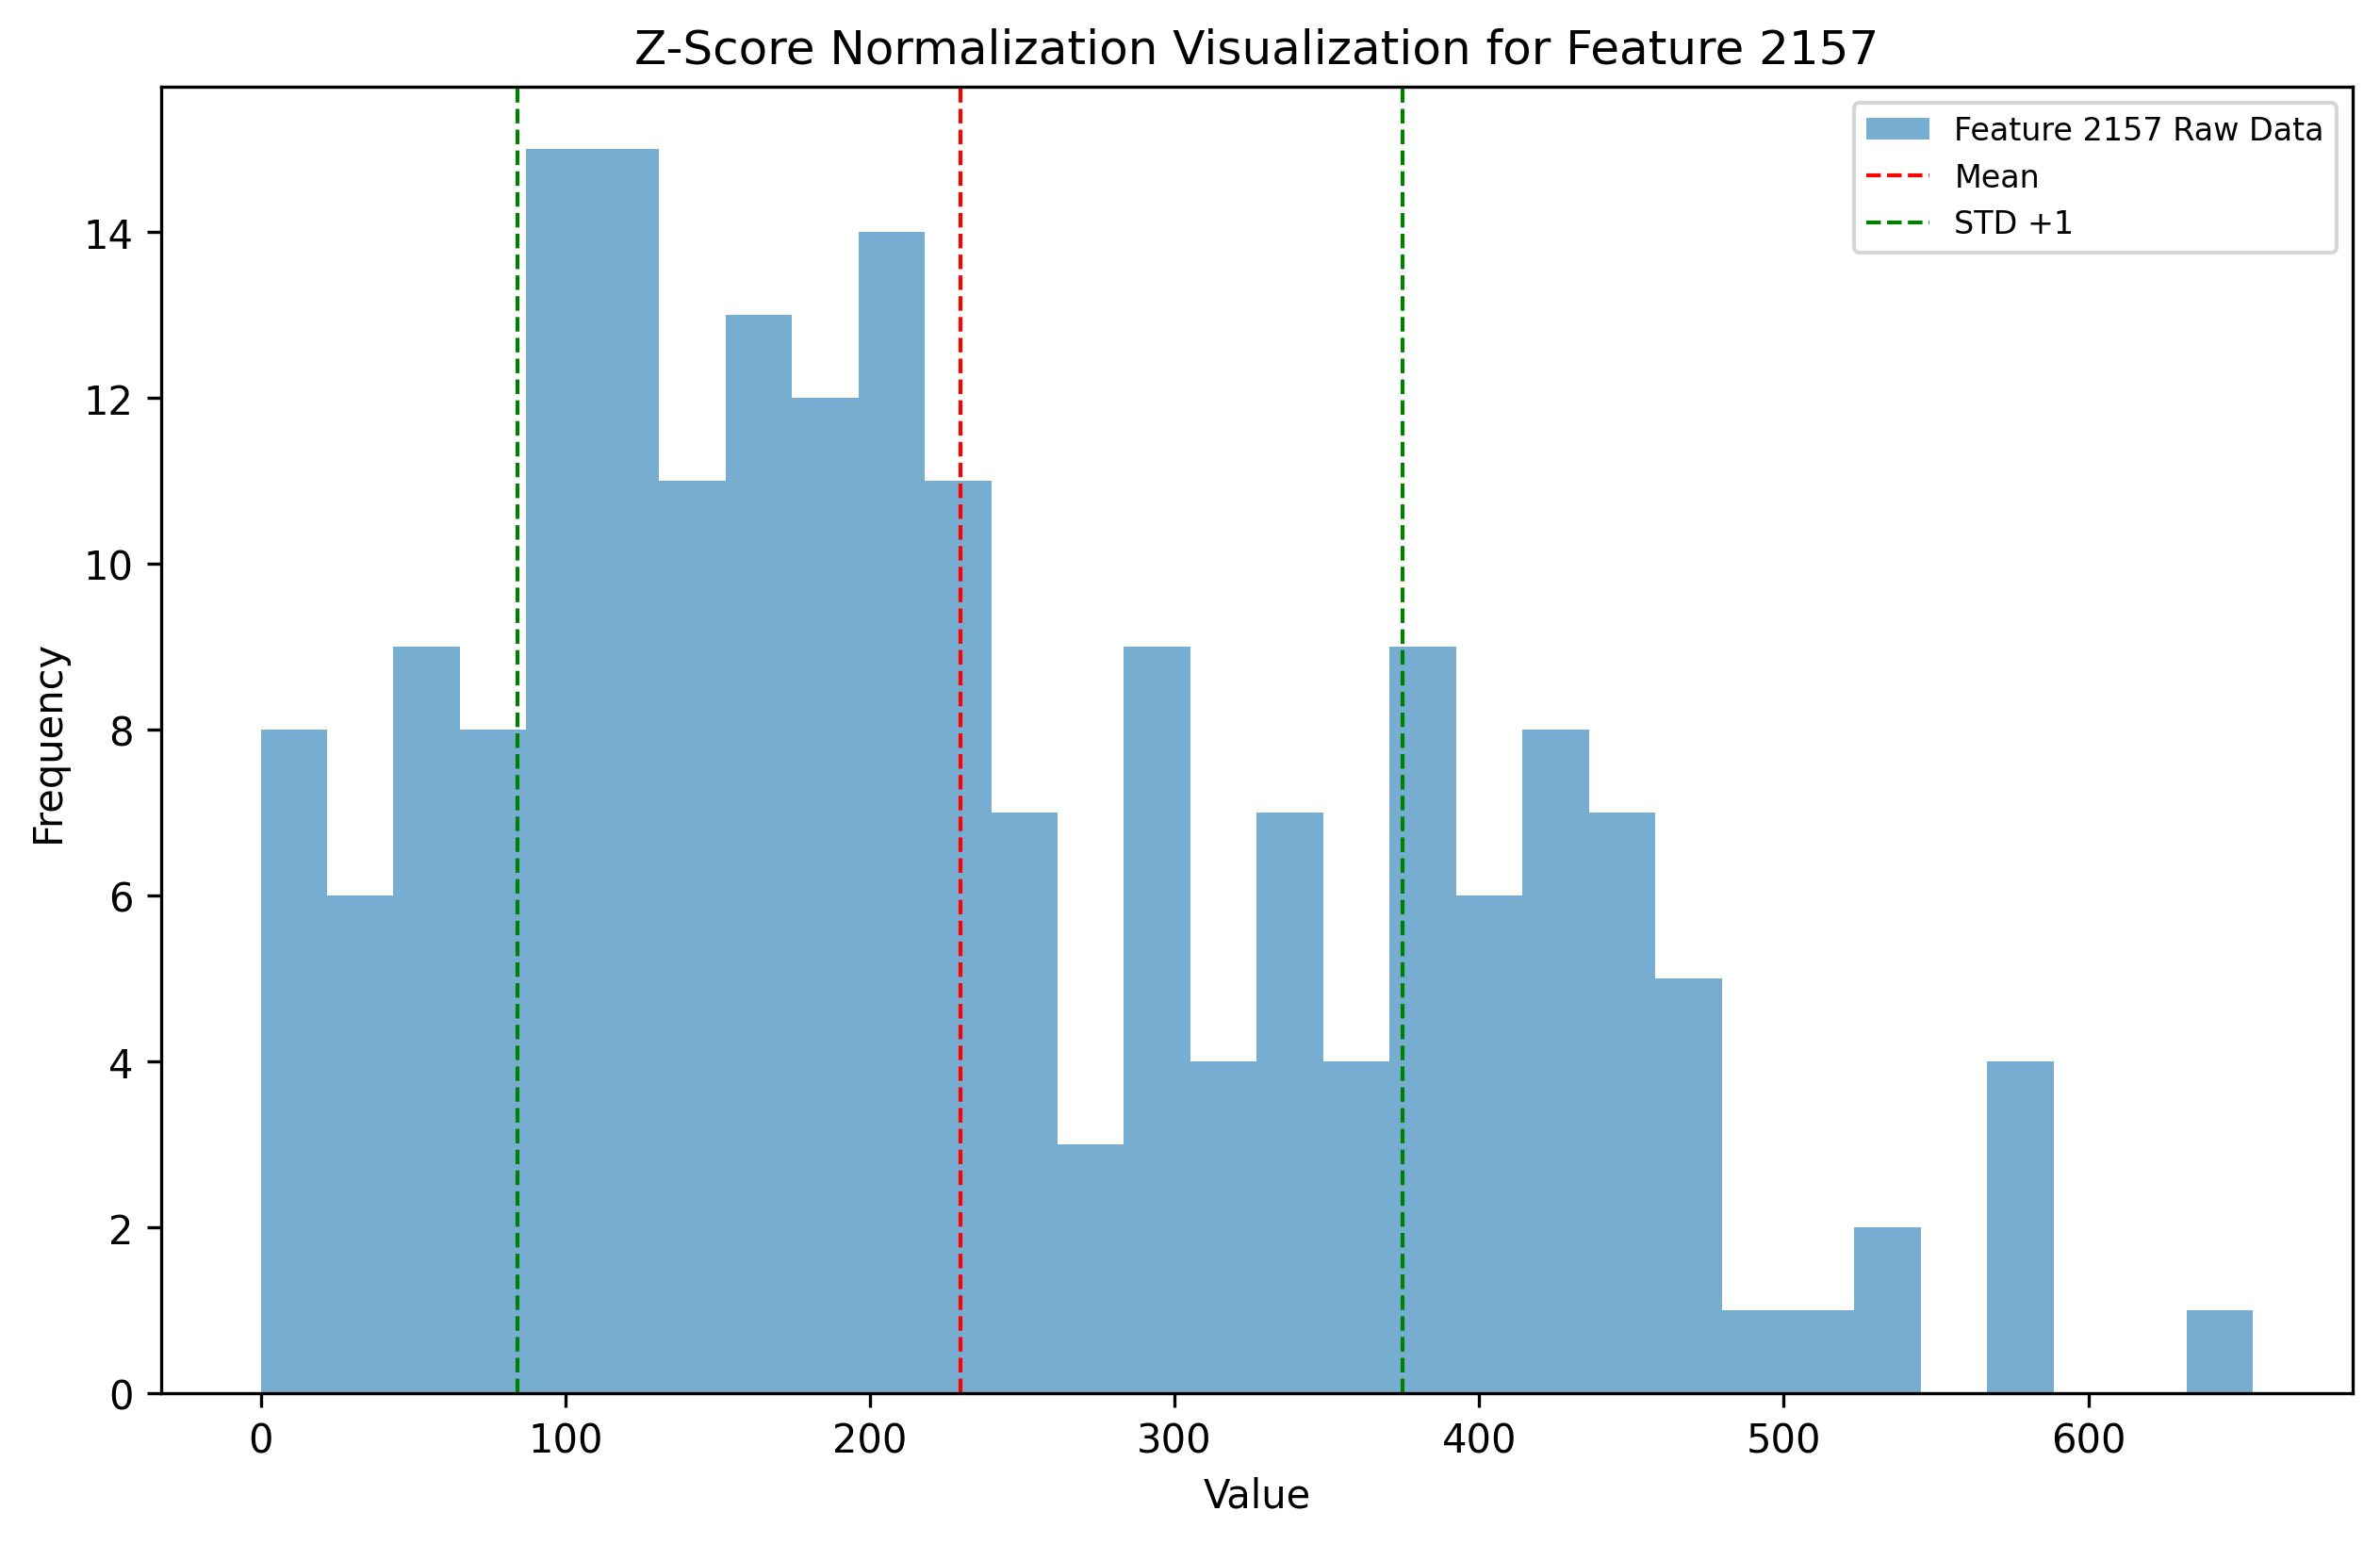 Z-Score Normalization Visualization for Feature 2157
Feature 2157 Raw Data
Mean
STD +1
14
12
10
8
6
4
2
0
Frequency
0 100 200 300 400 500 600
Value